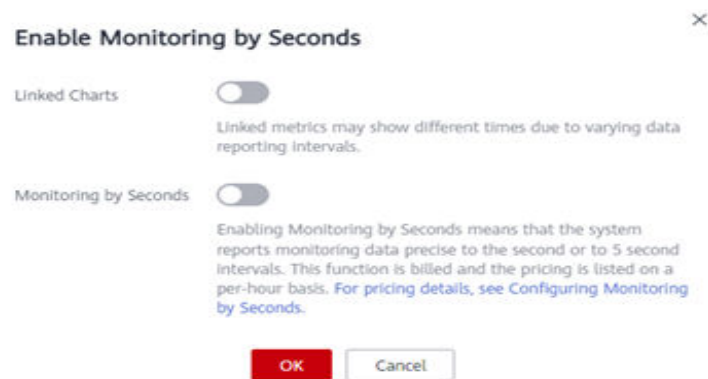 Enable Monitoring by Seconds
Linked Charts
Linked metrics may show different times due to varying data
reporting intervals.
Monitoring by Seconds
Enabling Monitoring by Seconds means that the system
reports monitoring data precise to the second or to 5 second
intervals. This function is billed and the pricing is listed on a
per-hour basis. For pricing details, see Configuring Monitoring
by Seconds.
OK
Cancel